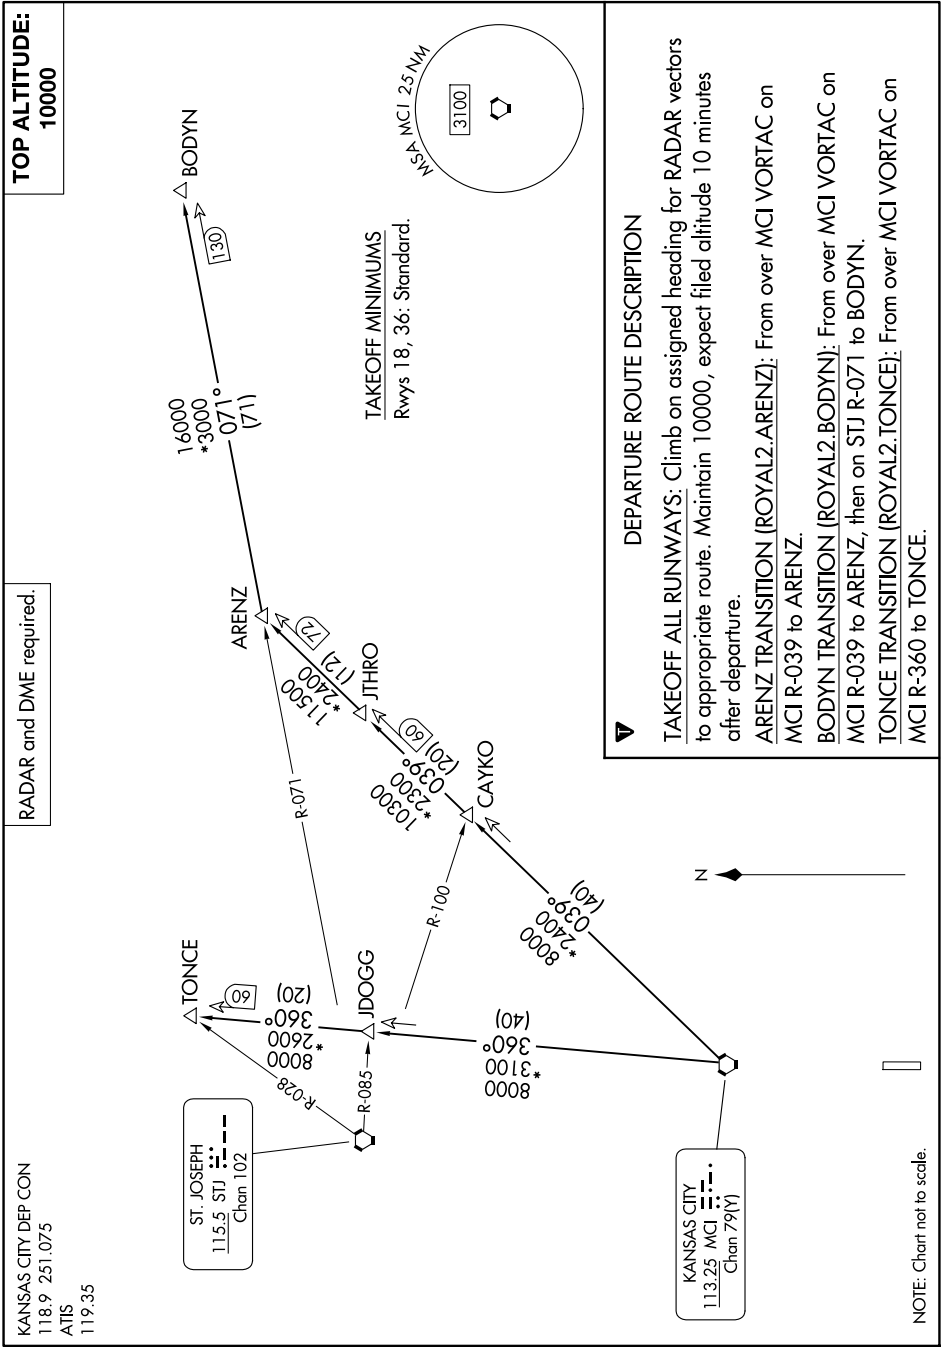 KANSAS CITY DEP CON
118.9 251.075
ATIS
119.35
RADAR and DME required.
TOP ALTITUDE:
10000
TONCE
ST. JOSEPH
115.5 STJ
Chan 102
R-028
R-085
8000
*2600
360°
(20)
60
JDOGG
8000
*3100
360°
(40)
R-071
R-100
ARENZ
16000
*3000
071°
(71)
130
BODYN
11500
*2400
(12)
72
JTHRO
10300
*2300
039°
(20)
60
CAYKO
8000
*2400
039°
(40)
KANSAS CITY
113.25 MCI
Chan 79(Y)
N
TAKEOFF MINIMUMS
Rwys 18, 36: Standard.
MSA MCI 25 NM
3100
T
DEPARTURE ROUTE DESCRIPTION
TAKEOFF ALL RUNWAYS: Climb on assigned heading for RADAR vectors
to appropriate route. Maintain 10000, expect filed altitude 10 minutes
after departure.
ARENZ TRANSITION (ROYAL2.ARENZ): From over MCI VORTAC on
MCI R-039 to ARENZ.
BODYN TRANSITION (ROYAL2.BODYN): From over MCI VORTAC on
MCI R-039 to ARENZ, then on STJ R-071 to BODYN.
TONCE TRANSITION (ROYAL2.TONCE): From over MCI VORTAC on
MCI R-360 to TONCE.
NOTE: Chart not to scale.